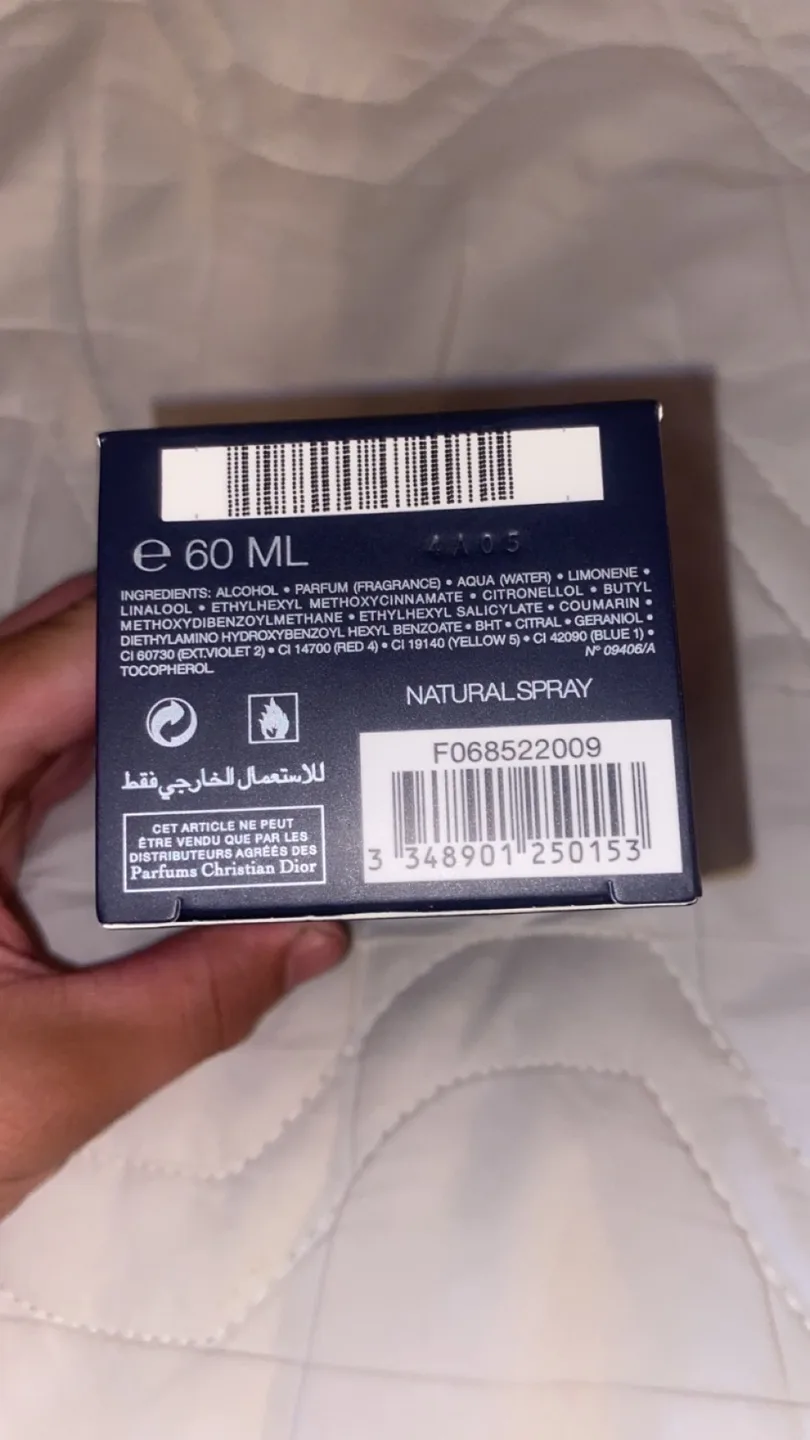 e 60 ML
4A05
INGREDIENTS: ALCOHOL • PARFUM (FRAGRANCE) • AQUA (WATER) • LIMONENE •
LINALOOL • ETHYLHEXYL METHOXYCINNAMATE • CITRONELLOL • BUTYL
METHOXYDIBENZOYLMETHANE • ETHYLHEXYL SALICYLATE • COUMARIN •
DIETHYLAMINO HYDROXYBENZOYL HEXYL BENZOATE • BHT • CITRAL • GERANIOL •
CI 60730 (EXT.VIOLET 2) • CI 14700 (RED 4) • CI 19140 (YELLOW 5) • CI 42090 (BLUE 1) •
TOCOPHEROL
N° 09406/A
NATURAL SPRAY
للاستعمال الخارجي فقط
CET ARTICLE NE PEUT
ÊTRE VENDU QUE PAR LES
DISTRIBUTEURS AGRÉÉS DES
Parfums Christian Dior
F068522009
3 348901 250153